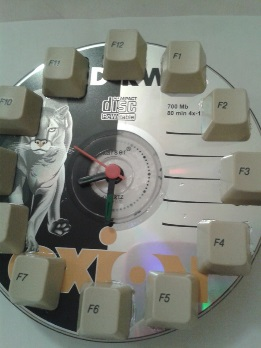 F12
F11
F1
RW
COMPACT
disc
ReWritable
F10
F2
700 Mb
80 min 4x-1
F3
F4
F7
F6
F5